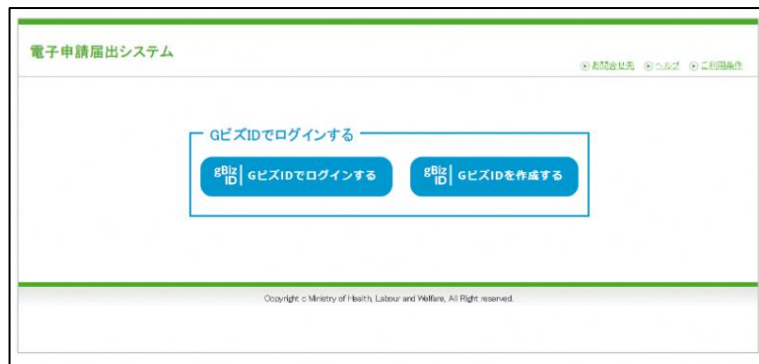 電子申請届出システム
お問合せ先 ヘルプ ご利用条件
GビズIDでログインする
gBiz ID GビズIDでログインする
gBiz ID GビズIDを作成する
Copyright c Ministry of Health, Labour and Welfare, All Right reserved.